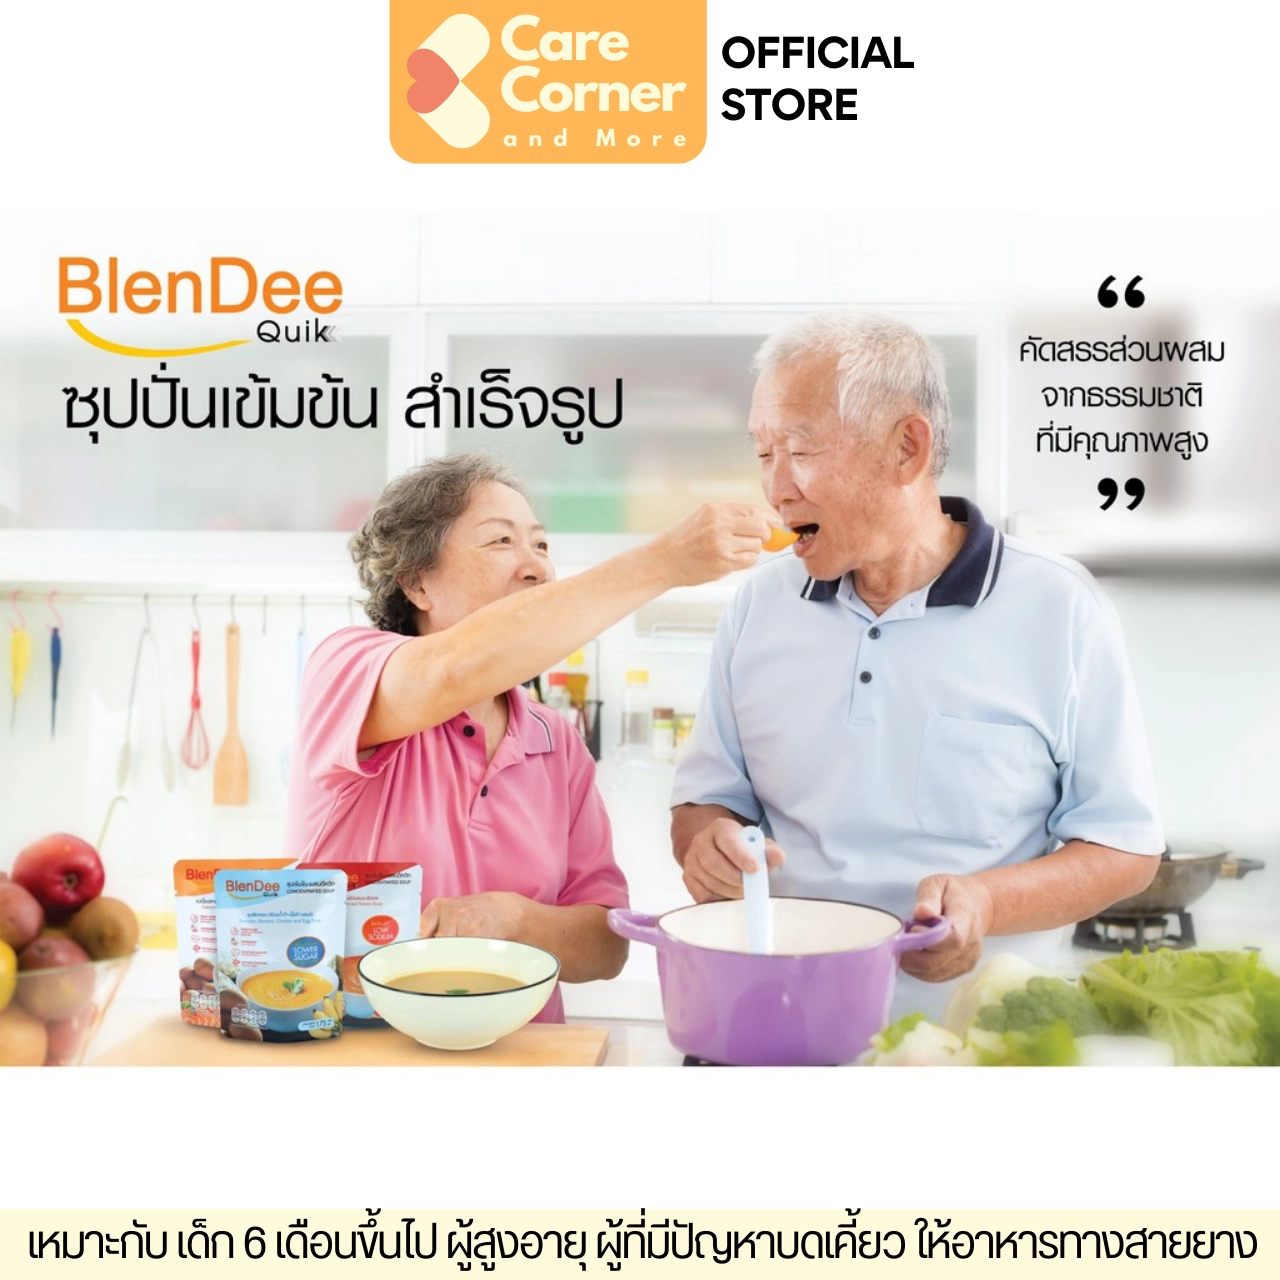 Care
Corner
and More
OFFICIAL
STORE
BlenDee
Quik
ซุปปั่นเข้มข้น สำเร็จรูป
คัดสรรส่วนผสม
จากธรรมชาติ
ที่มีคุณภาพสูง
BlenDee
Quik
CONCENTRATED SOUP
LOWER
SUGAR
LOW
SODIUM
เหมาะกับ เด็ก 6 เดือนขึ้นไป ผู้สูงอายุ ผู้ที่มีปัญหาบดเคี้ยว ให้อาหารทางสายยาง